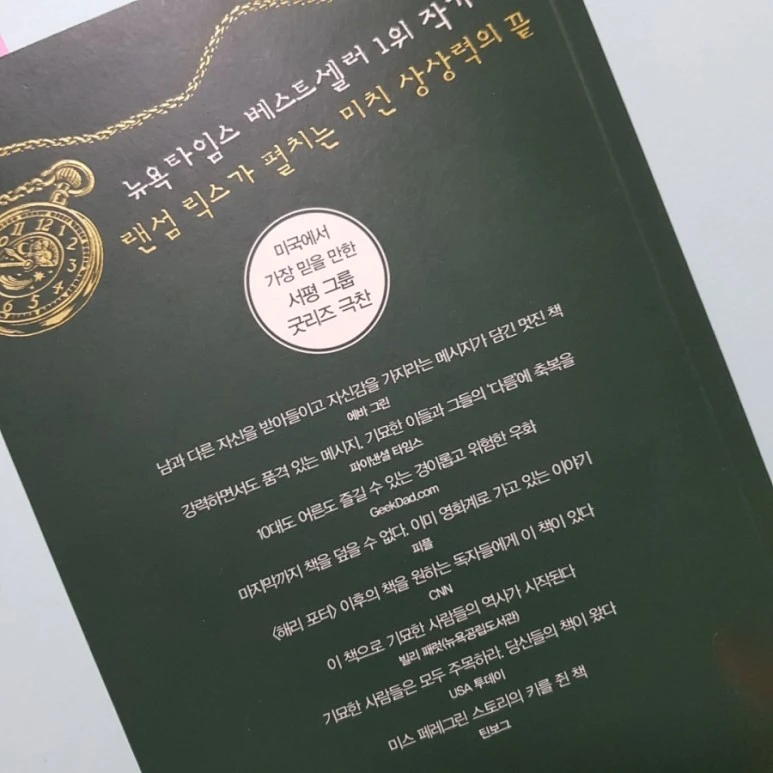 뉴욕타임스 베스트셀러 1위 작가
랜섬 릭스가 펼치는 미친 상상력의 끝
12
1
2
3
4
5
6
9
10
11
미국에서
가장 믿을 만한
서평 그룹
굿리즈 극찬
남과 다른 자신을 받아들이고 자신감을 가지라는 메시지가 담긴 멋진 책
에바 그린
강력하면서도 품격 있는 메시지. 기묘한 이들과 그들의 '다름'에 축복을
파이낸셜 타임스
10대도 어른도 즐길 수 있는 경이롭고 위험한 우화
GeekDad.com
마지막까지 책을 덮을 수 없다. 이미 영화계로 가고 있는 이야기
피플
〈해리 포터〉 이후의 책을 원하는 독자들에게 이 책이 있다
CNN
이 책으로 기묘한 사람들의 역사가 시작된다
빌리 패럿(뉴욕공립도서관)
기묘한 사람들은 모두 주목하라. 당신들의 책이 왔다
USA 투데이
미스 페레그린 스토리의 키를 쥔 책
틴보그